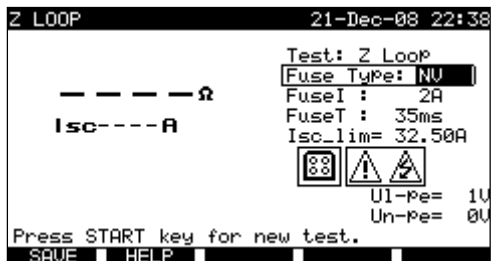 Z LOOP 21-Dec-08 22:38
Test: Z Loop
Fuse Type: NV
----Ω
FuseI : 2A
Isc----A
FuseT : 35ms
Isc_lim= 32.50A
Ul-pe= 1V
Un-pe= 0V
Press START key for new test.
SAVE HELP